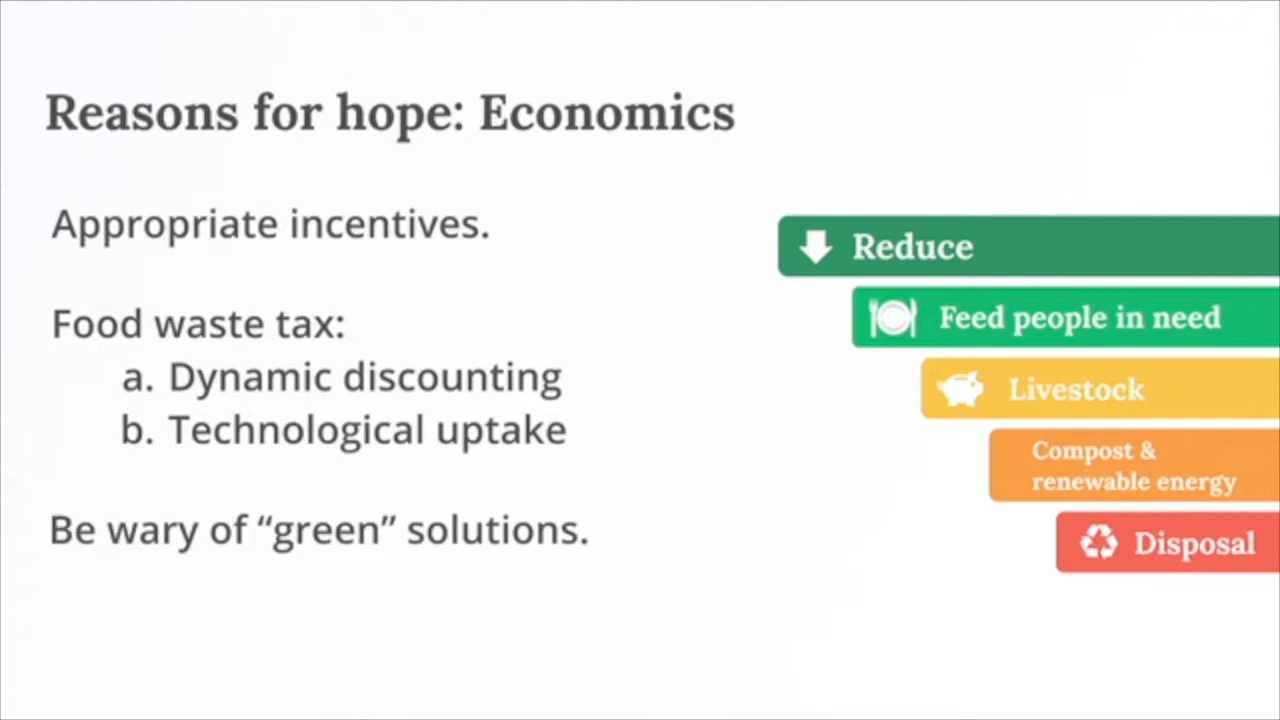 Reasons for hope: Economics
Appropriate incentives.
Food waste tax:
a. Dynamic discounting
b. Technological uptake
Be wary of “green” solutions.
Reduce
Feed people in need
Livestock
Compost &
renewable energy
Disposal